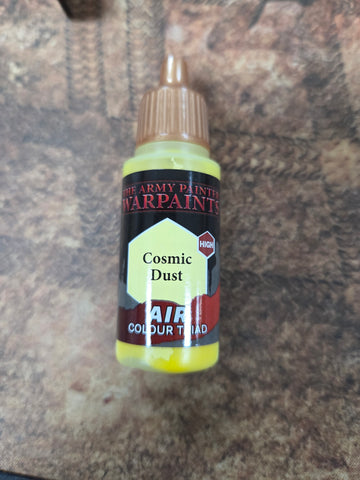 THE ARMY PAINTER
WARPAINTS
HIGH
Cosmic
Dust
AIR
COLOUR TRIAD